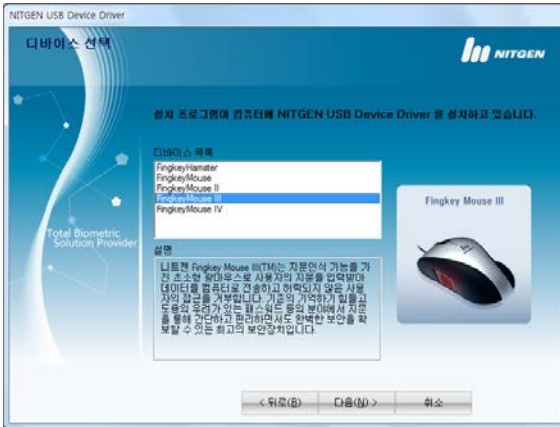 NITGEN USB Device Driver
디바이스 선택
NITGEN
설치 프로그램이 컴퓨터에 NITGEN USB Device Driver 를 설치하고 있습니다.
디바이스 목록
FingkeyHamster
FingkeyMouse
FingkeyMouse II
FingkeyMouse III
FingkeyMouse IV
Fingkey Mouse III
Total Biometric
Solution Provider
설명
니트젠 Fingkey Mouse III(TM)는 지문인식 기능을 가
진 초소형 광마우스로 사용자의 지문을 입력받아
데이터를 컴퓨터로 전송하고 허락되지 않은 사용
자의 접근을 거부합니다. 기존의 기억하기 힘들고
도용의 우려가 있는 패스워드 등의 분야에서 지문
을 통해 간단하고 편리하면서도 완벽한 보안을 확
보할 수 있는 최고의 보안장치입니다.
< 뒤로(B)
다음(N) >
취소